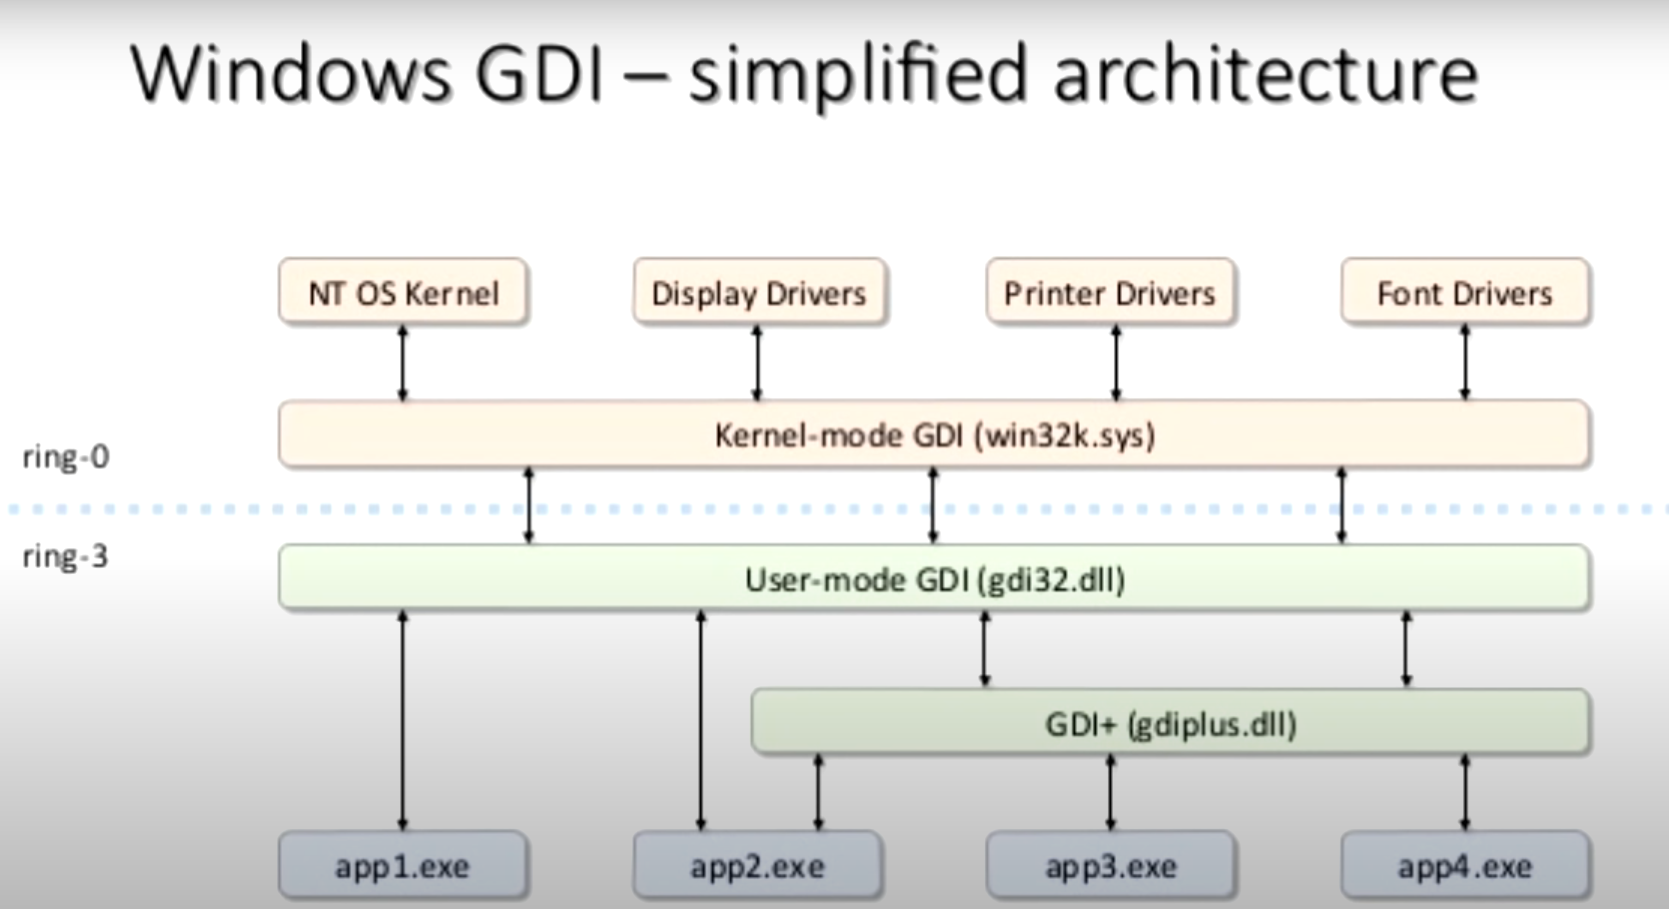 Windows GDI – simplified architecture
NT OS Kernel
Display Drivers
Printer Drivers
Font Drivers
Kernel-mode GDI (win32k.sys)
ring-0
ring-3
User-mode GDI (gdi32.dll)
GDI+ (gdiplus.dll)
app1.exe
app2.exe
app3.exe
app4.exe